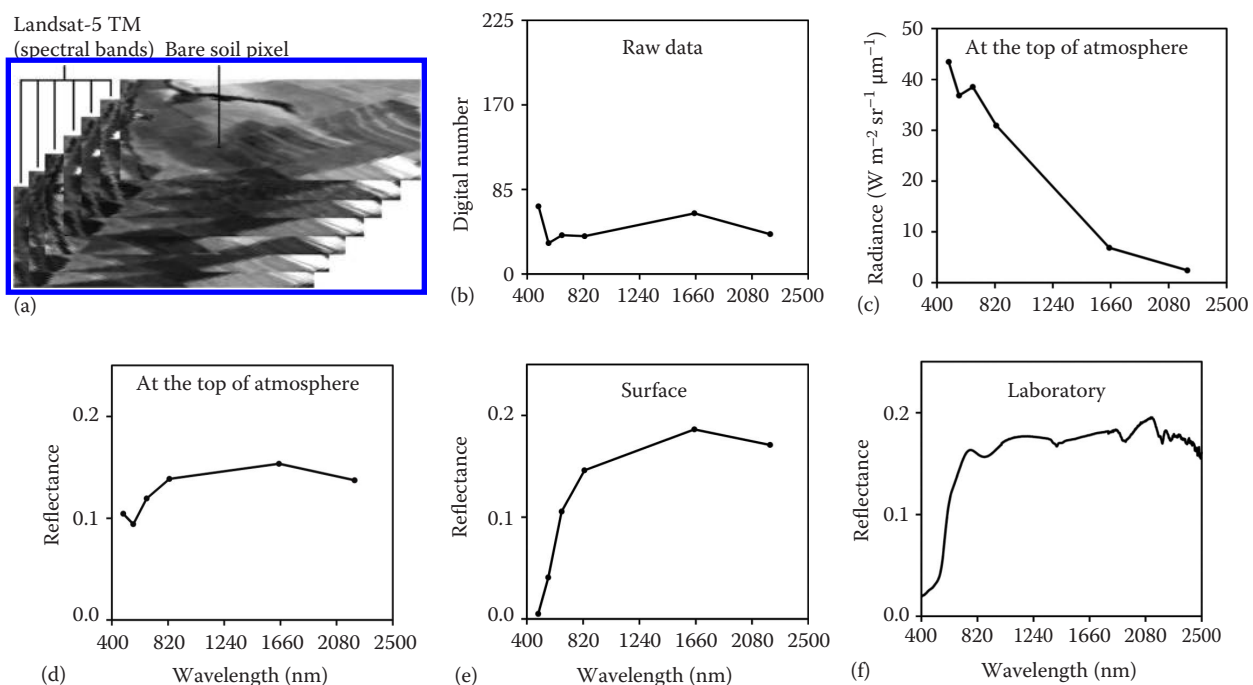 Landsat-5 TM
(spectral bands) Bare soil pixel
(a)
225
170
85
0
Digital number
Raw data
400 820 1240 1660 2080 2500
(b)
50
40
30
20
10
0
Radiance (W m⁻² sr⁻¹ μm⁻¹)
At the top of atmosphere
400 820 1240 1660 2080 2500
(c)
At the top of atmosphere
0.2
0.1
0.0
Reflectance
400 820 1240 1660 2080 2500
Wavelength (nm)
(d)
Surface
0.2
0.1
0.0
Reflectance
400 820 1240 1660 2080 2500
Wavelength (nm)
(e)
Laboratory
0.2
0.1
0.0
Reflectance
400 820 1240 1660 2080 2500
Wavelength (nm)
(f)